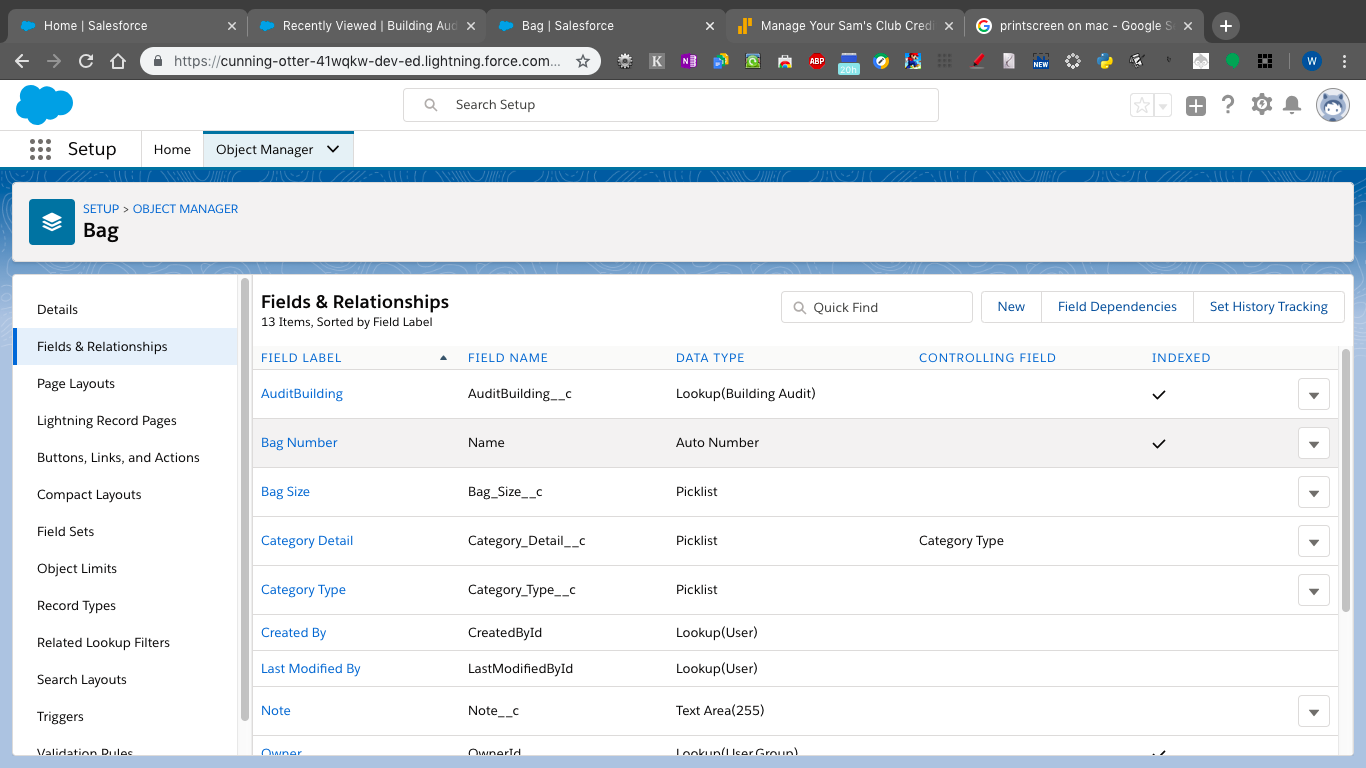 Home | Salesforce
Recently Viewed | Building Aud
Bag | Salesforce
Manage Your Sam's Club Credi
printscreen on mac - Google S
https://cunning-otter-41wqkw-dev-ed.lightning.force.com...
K
N
ABP
20h
NEW
W
Search Setup
Setup
Home
Object Manager
SETUP > OBJECT MANAGER
Bag
Details
Fields & Relationships
Page Layouts
Lightning Record Pages
Buttons, Links, and Actions
Compact Layouts
Field Sets
Object Limits
Record Types
Related Lookup Filters
Search Layouts
Triggers
Validation Rules
Fields & Relationships
13 Items, Sorted by Field Label
Quick Find
New
Field Dependencies
Set History Tracking
FIELD LABEL FIELD NAME DATA TYPE CONTROLLING FIELD INDEXED
AuditBuilding AuditBuilding__c Lookup(Building Audit)
Bag Number Name Auto Number
Bag Size Bag_Size__c Picklist
Category Detail Category_Detail__c Picklist Category Type
Category Type Category_Type__c Picklist
Created By CreatedById Lookup(User)
Last Modified By LastModifiedById Lookup(User)
Note Note__c Text Area(255)
Owner OwnerId Lookup(User,Group)